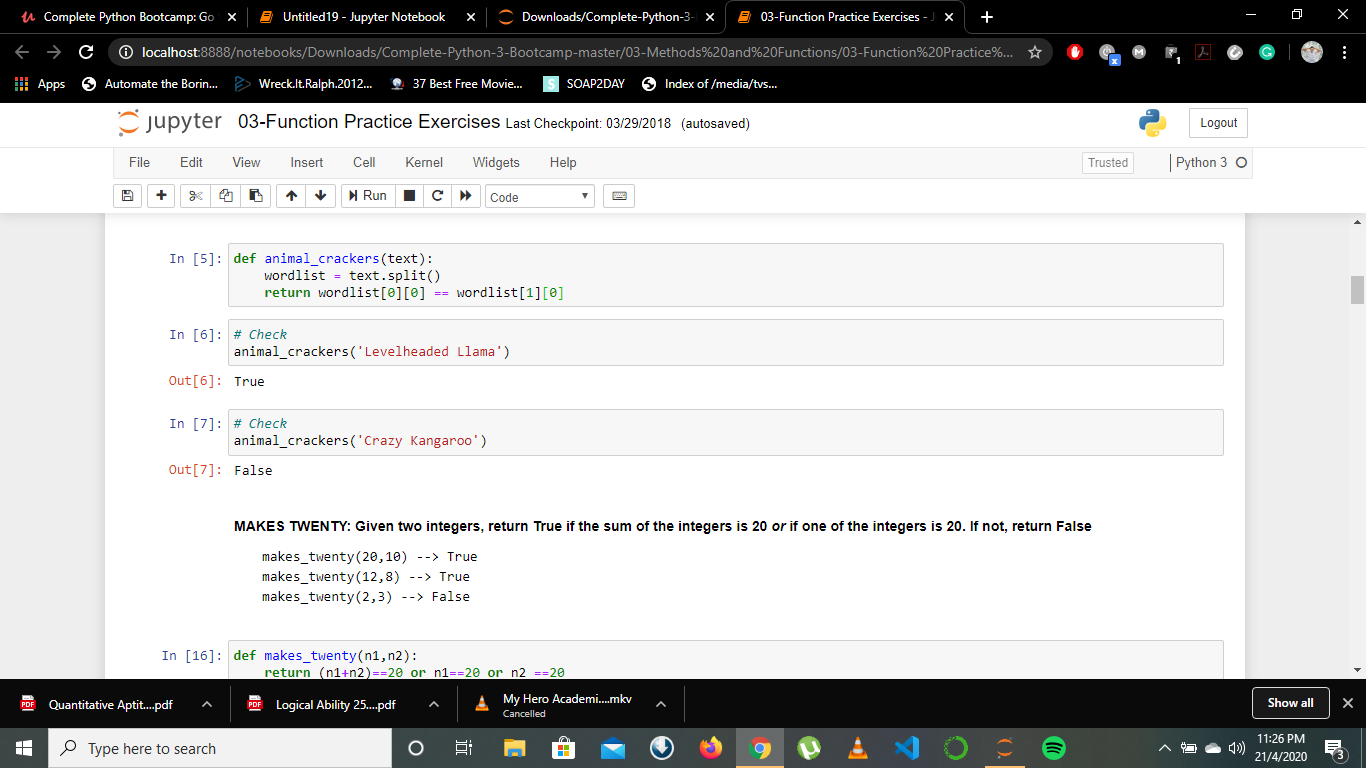 Complete Python Bootcamp: Go
Untitled19 - Jupyter Notebook
Downloads/Complete-Python-3-
03-Function Practice Exercises - J
localhost:8888/notebooks/Downloads/Complete-Python-3-Bootcamp-master/03-Methods%20and%20Functions/03-Function%20Practice%...
Apps
Automate the Borin...
Wreck.It.Ralph.2012...
37 Best Free Movie...
S
SOAP2DAY
Index of /media/tvs...
jupyter 03-Function Practice Exercises Last Checkpoint: 03/29/2018 (autosaved)
Logout
File Edit View Insert Cell Kernel Widgets Help
Trusted
Python 3
Run
Code
In [5]: def animal_crackers(text):
wordlist = text.split()
return wordlist[0][0] == wordlist[1][0]
In [6]: # Check
animal_crackers('Levelheaded Llama')
Out[6]: True
In [7]: # Check
animal_crackers('Crazy Kangaroo')
Out[7]: False
MAKES TWENTY: Given two integers, return True if the sum of the integers is 20 or if one of the integers is 20. If not, return False
makes_twenty(20,10) --> True
makes_twenty(12,8) --> True
makes_twenty(2,3) --> False
In [16]: def makes_twenty(n1,n2):
return (n1+n2)==20 or n1==20 or n2 ==20
PDF
Quantitative Aptit....pdf
PDF
Logical Ability 25....pdf
My Hero Academi....mkv
Cancelled
Show all
Type here to search
11:26 PM
21/4/2020
3